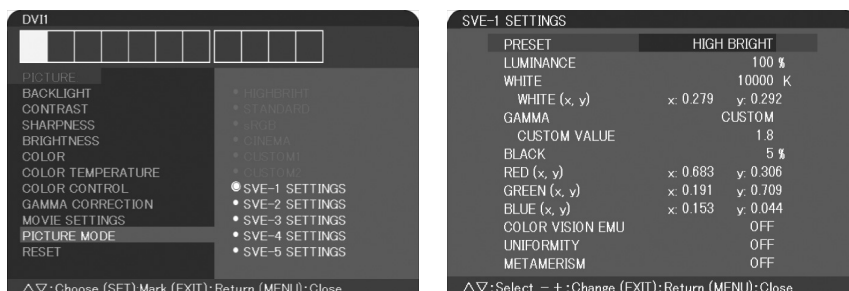 DVI1
PICTURE
BACKLIGHT
CONTRAST
SHARPNESS
BRIGHTNESS
COLOR
COLOR TEMPERATURE
COLOR CONTROL
GAMMA CORRECTION
MOVIE SETTINGS
PICTURE MODE
RESET
• HIGHBRIHT
• STANDARD
• sRGB
• CINEMA
• CUSTOM1
• CUSTOM2
SVE-1 SETTINGS
• SVE-2 SETTINGS
• SVE-3 SETTINGS
• SVE-4 SETTINGS
• SVE-5 SETTINGS
△▽:Choose (SET):Mark (EXIT):Return (MENU):Close
SVE-1 SETTINGS
PRESET HIGH BRIGHT
LUMINANCE 100 %
WHITE 10000 K
WHITE (x, y) x: 0.279 y: 0.292
GAMMA CUSTOM
CUSTOM VALUE 1.8
BLACK 5 %
RED (x, y) x: 0.683 y: 0.306
GREEN (x, y) x: 0.191 y: 0.709
BLUE (x, y) x: 0.153 y: 0.044
COLOR VISION EMU OFF
UNIFORMITY OFF
METAMERISM OFF
△▽:Select －＋:Change (EXIT):Return (MENU):Close